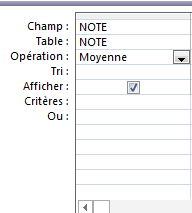 Champ : NOTE
Table : NOTE
Opération : Moyenne
Tri :
Afficher :
Critères :
Ou :